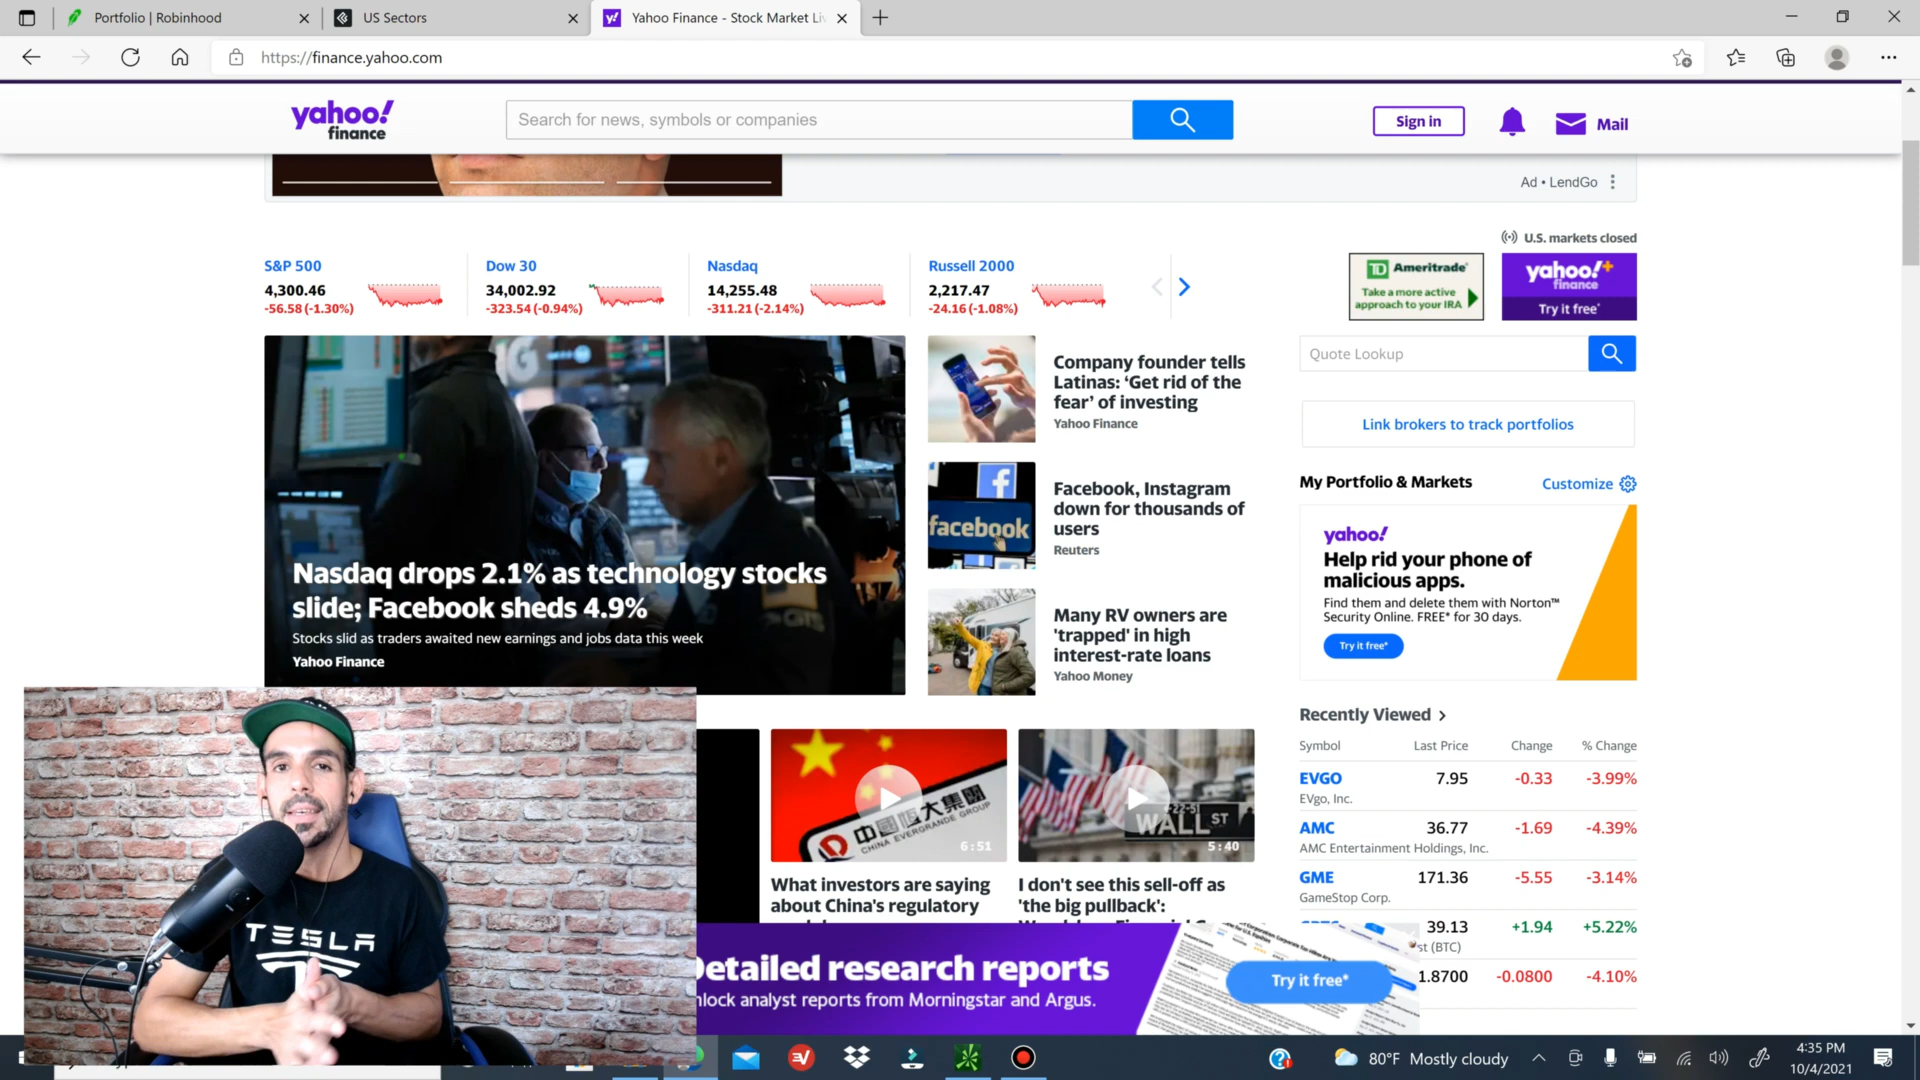 Portfolio | Robinhood
US Sectors
Yahoo Finance - Stock Market Li
https://finance.yahoo.com
yahoo!
finance
Search for news, symbols or companies
Sign in
Mail
Ad • LendGo
U.S. markets closed
S&P 500
4,300.46
-56.58 (-1.30%)
Dow 30
34,002.92
-323.54 (-0.94%)
Nasdaq
14,255.48
-311.21 (-2.14%)
Russell 2000
2,217.47
-24.16 (-1.08%)
TD Ameritrade
Take a more active
approach to your IRA
yahoo!+
finance
Try it free*
Quote Lookup
Link brokers to track portfolios
My Portfolio & Markets
Customize
yahoo!
Help rid your phone of
malicious apps.
Find them and delete them with Norton™
Security Online. FREE* for 30 days.
Try it free*
Nasdaq drops 2.1% as technology stocks
slide; Facebook sheds 4.9%
Stocks slid as traders awaited new earnings and jobs data this week
Yahoo Finance
Company founder tells
Latinas: ‘Get rid of the
fear’ of investing
Yahoo Finance
facebook
Facebook, Instagram
down for thousands of
users
Reuters
Many RV owners are
'trapped' in high
interest-rate loans
Yahoo Money
中國恒大集團
CHINA EVERGRANDE GROUP
6:51
What investors are saying
about China's regulatory
WALL ST
5:40
I don't see this sell-off as
'the big pullback':
Recently Viewed
Symbol Last Price Change % Change
EVGO 7.95 -0.33 -3.99%
EVgo, Inc.
AMC 36.77 -1.69 -4.39%
AMC Entertainment Holdings, Inc.
GME 171.36 -5.55 -3.14%
GameStop Corp.
39.13 +1.94 +5.22%
st (BTC)
1.8700 -0.0800 -4.10%
TESLA
Detailed research reports
nlock analyst reports from Morningstar and Argus.
Try it free*
80°F Mostly cloudy
4:35 PM
10/4/2021